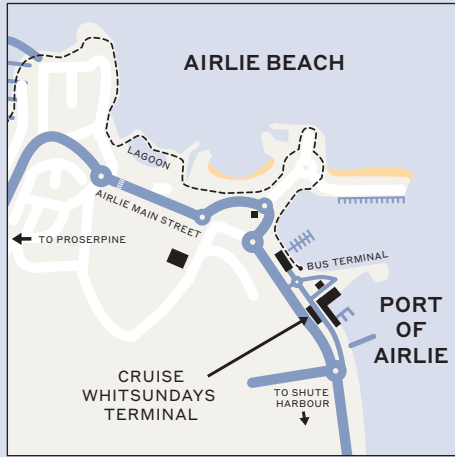 AIRLIE BEACH
LAGOON
AIRLIE MAIN STREET
TO PROSERPINE
BUS TERMINAL
PORT
OF
AIRLIE
CRUISE
WHITSUNDAYS
TERMINAL
TO SHUTE
HARBOUR